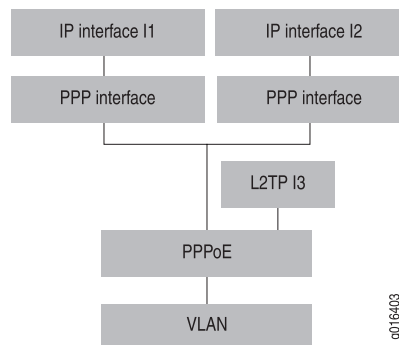 IP interface I1
IP interface I2
PPP interface
PPP interface
L2TP I3
PPPoE
VLAN
g016403